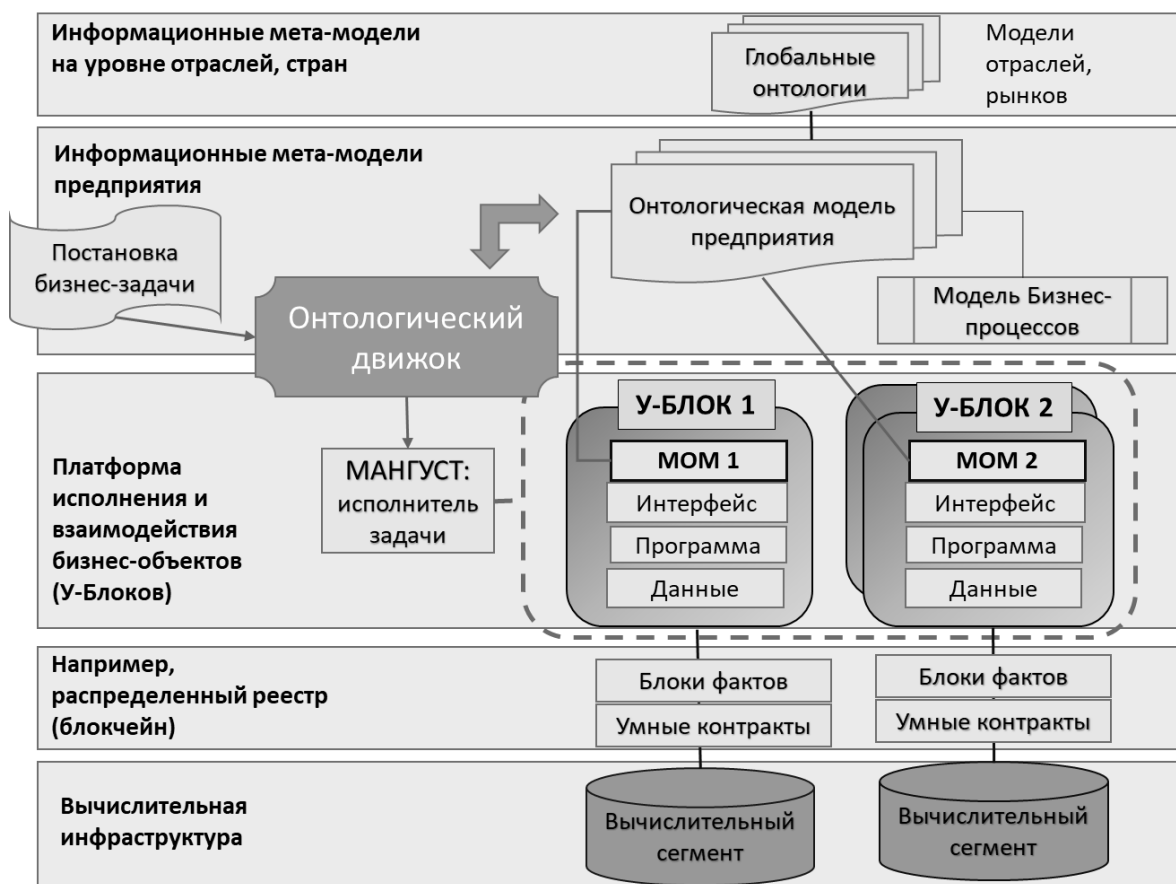 Информационные мета-модели
на уровне отраслей, стран
Глобальные
онтологии
Модели
отраслей,
рынков
Информационные мета-модели
предприятия
Постановка
бизнес-задачи
Онтологический
движок
Онтологическая модель
предприятия
Модель Бизнес-
процессов
Платформа
исполнения и
взаимодействия
бизнес-объектов
(У-Блоков)
МАНГУСТ:
исполнитель
задачи
У-БЛОК 1
МОМ 1
Интерфейс
Программа
Данные
У-БЛОК 2
МОМ 2
Интерфейс
Программа
Данные
Например,
распределенный реестр
(блокчейн)
Блоки фактов
Умные контракты
Блоки фактов
Умные контракты
Вычислительная
инфраструктура
Вычислительный
сегмент
Вычислительный
сегмент